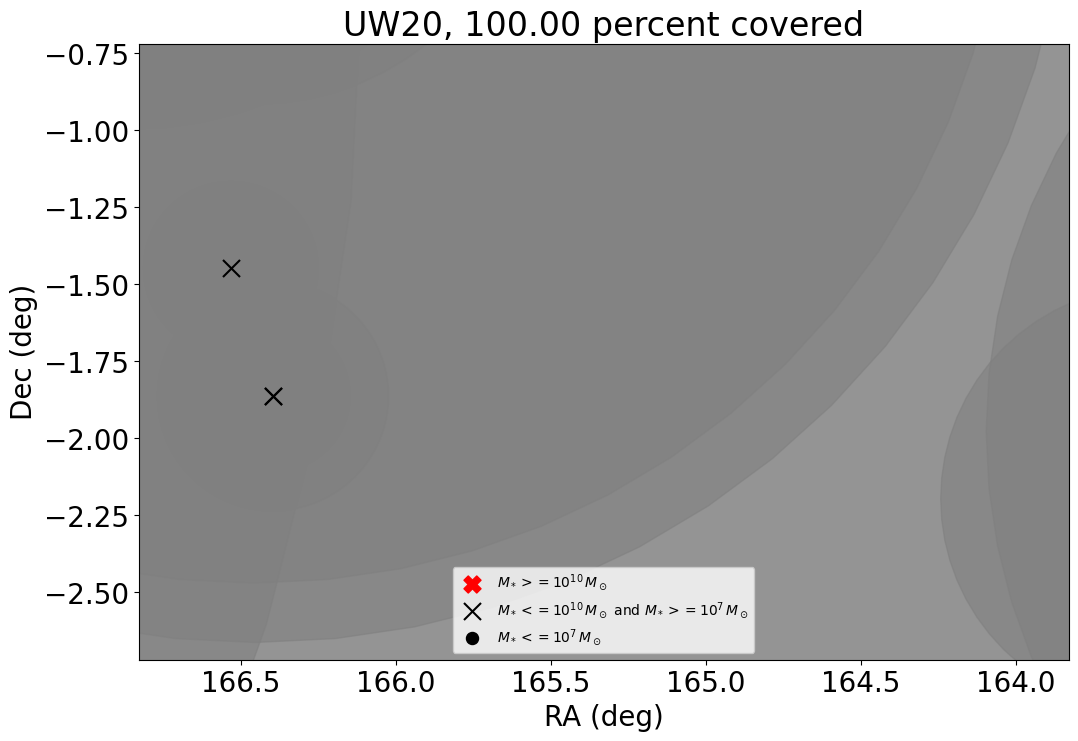 UW20, 100.00 percent covered
−0.75
−1.00
−1.25
−1.50
−1.75
−2.00
−2.25
−2.50
Dec (deg)
M* >= 10^10 M⊙
M* <= 10^10 M⊙ and M* >= 10^7 M⊙
M* <= 10^7 M⊙
166.5 166.0 165.5 165.0 164.5 164.0
RA (deg)